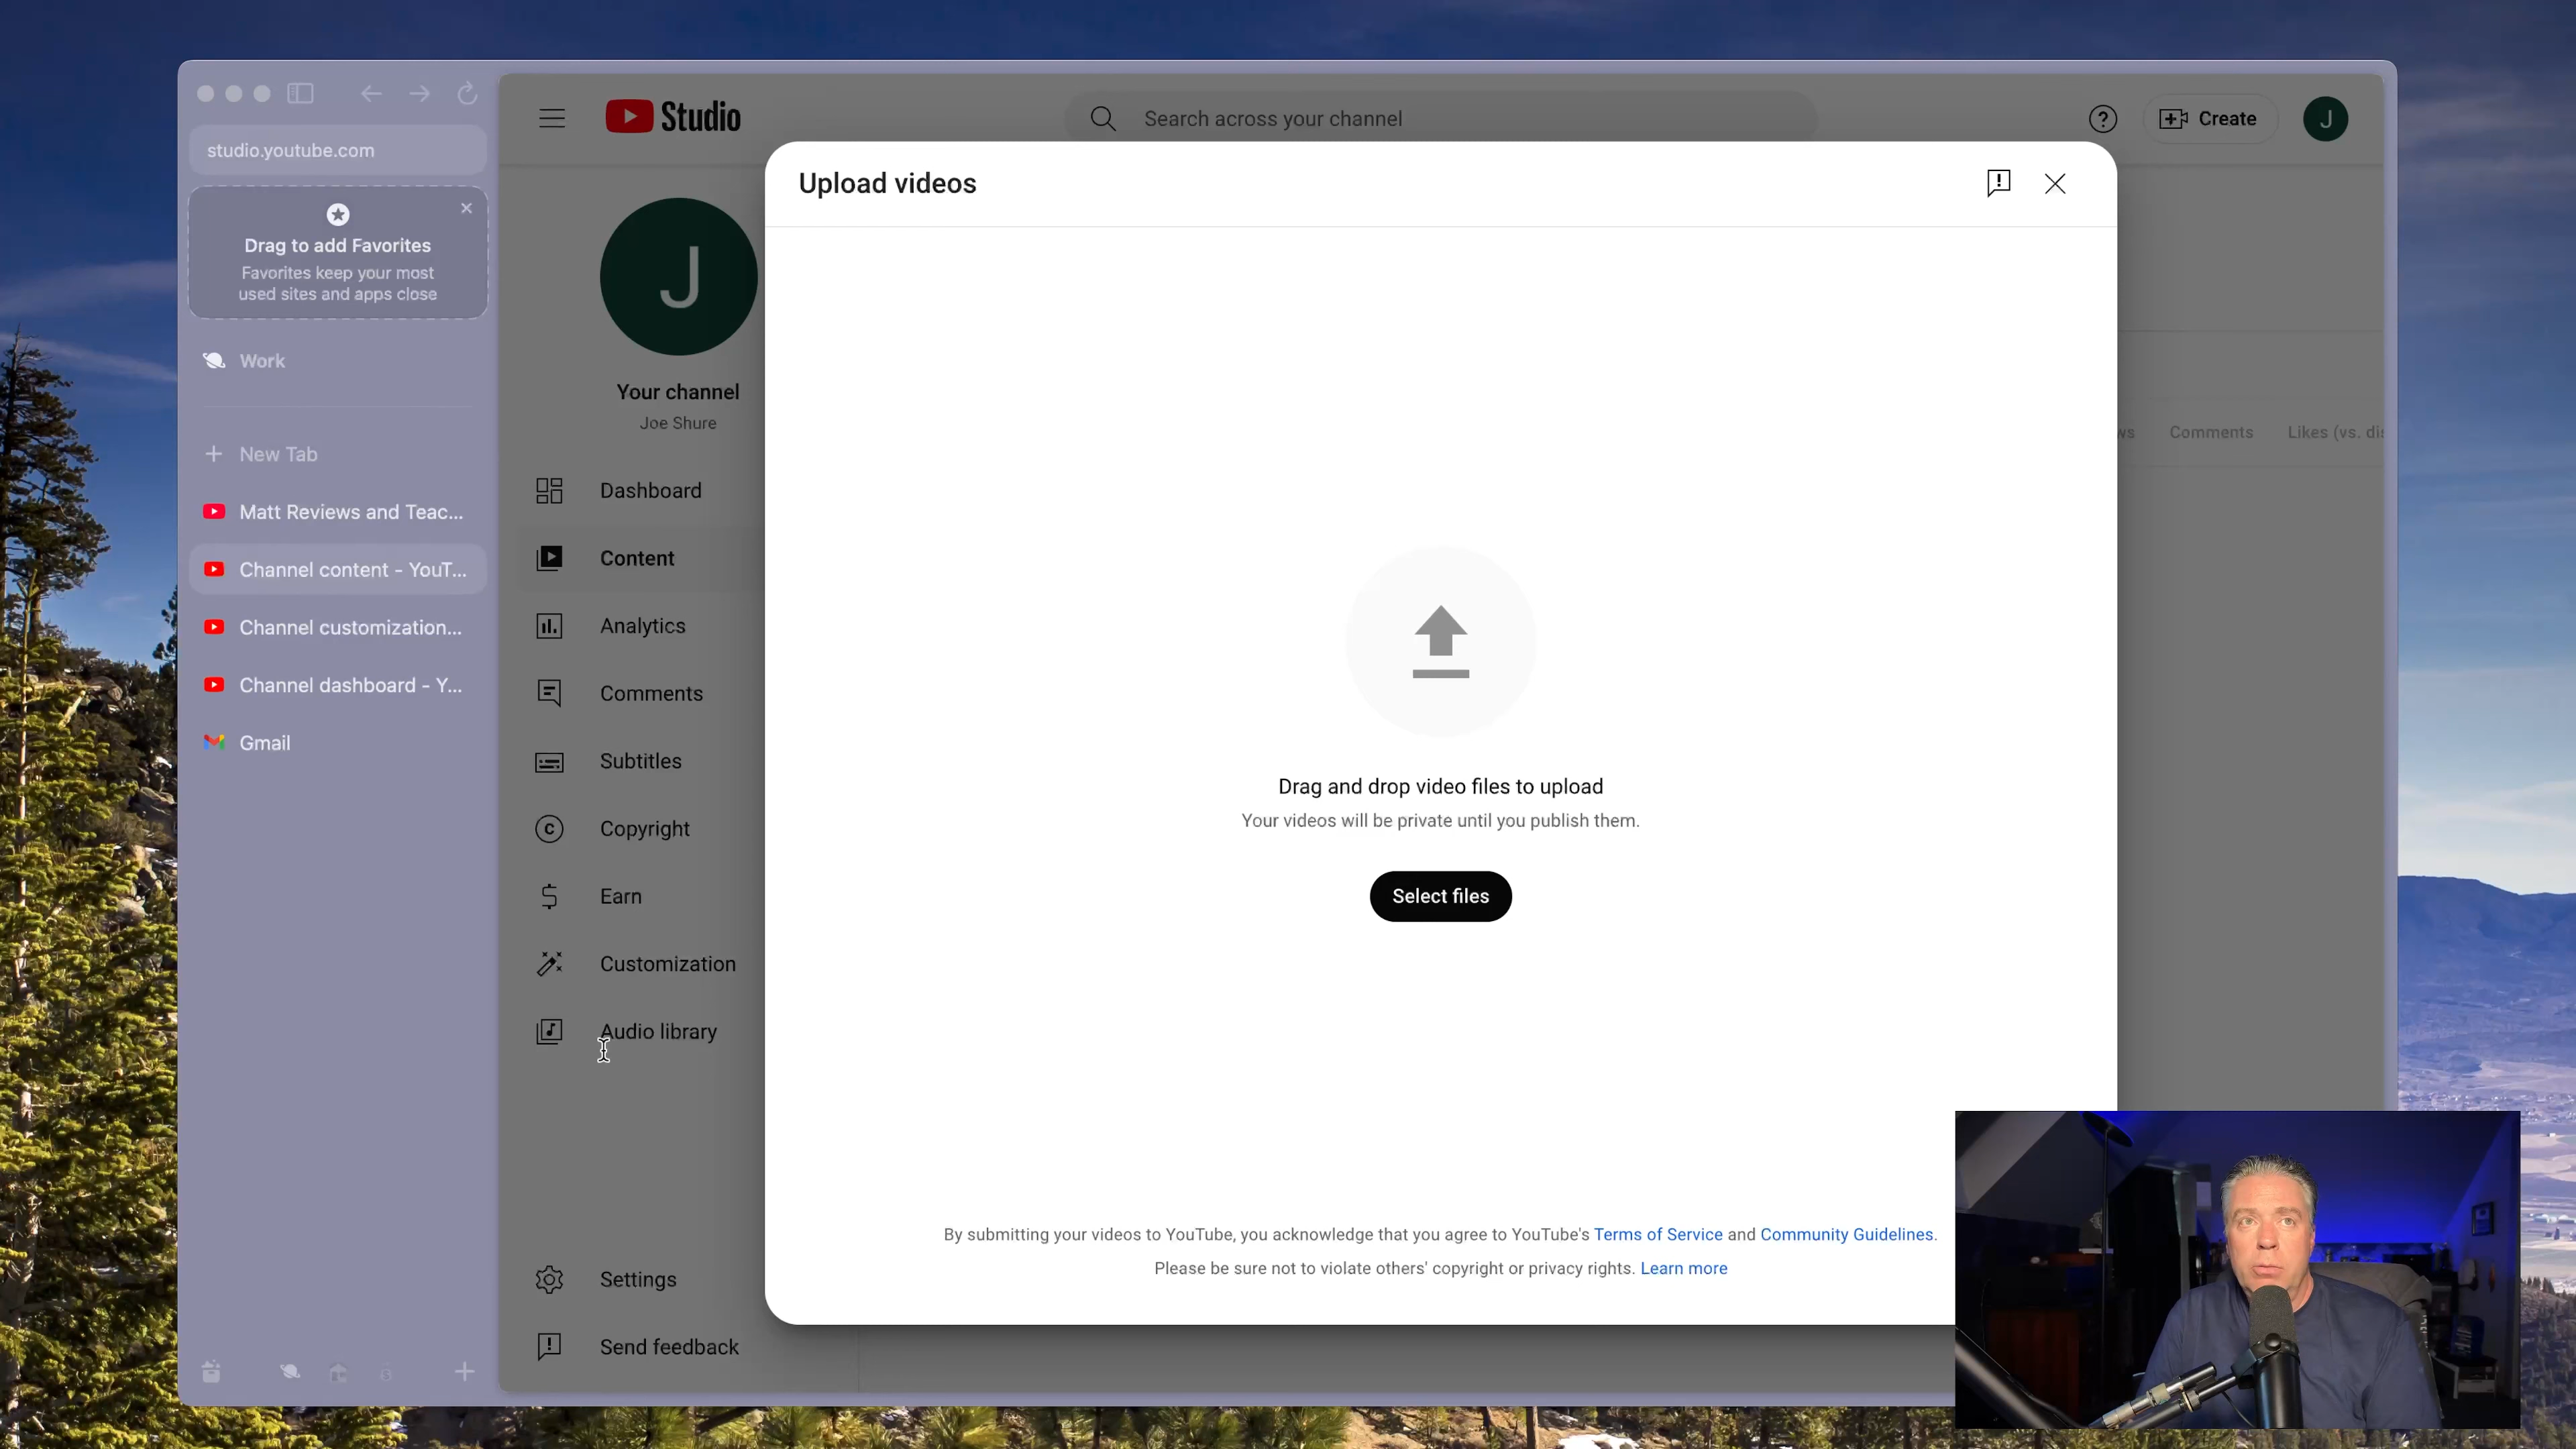 studio.youtube.com
Drag to add Favorites
Favorites keep your most
used sites and apps close
Work
New Tab
Matt Reviews and Teac...
Channel content - YouT...
Channel customization...
Channel dashboard - Y...
Gmail
Studio
Search across your channel
Create
J
J
Your channel
Joe Shure
Dashboard
Content
Analytics
Comments
Subtitles
Copyright
Earn
Customization
Audio library
Settings
Send feedback
Upload videos
Drag and drop video files to upload
Your videos will be private until you publish them.
Select files
By submitting your videos to YouTube, you acknowledge that you agree to YouTube's Terms of Service and Community Guidelines.
Please be sure not to violate others' copyright or privacy rights. Learn more
Comments
Likes (vs.